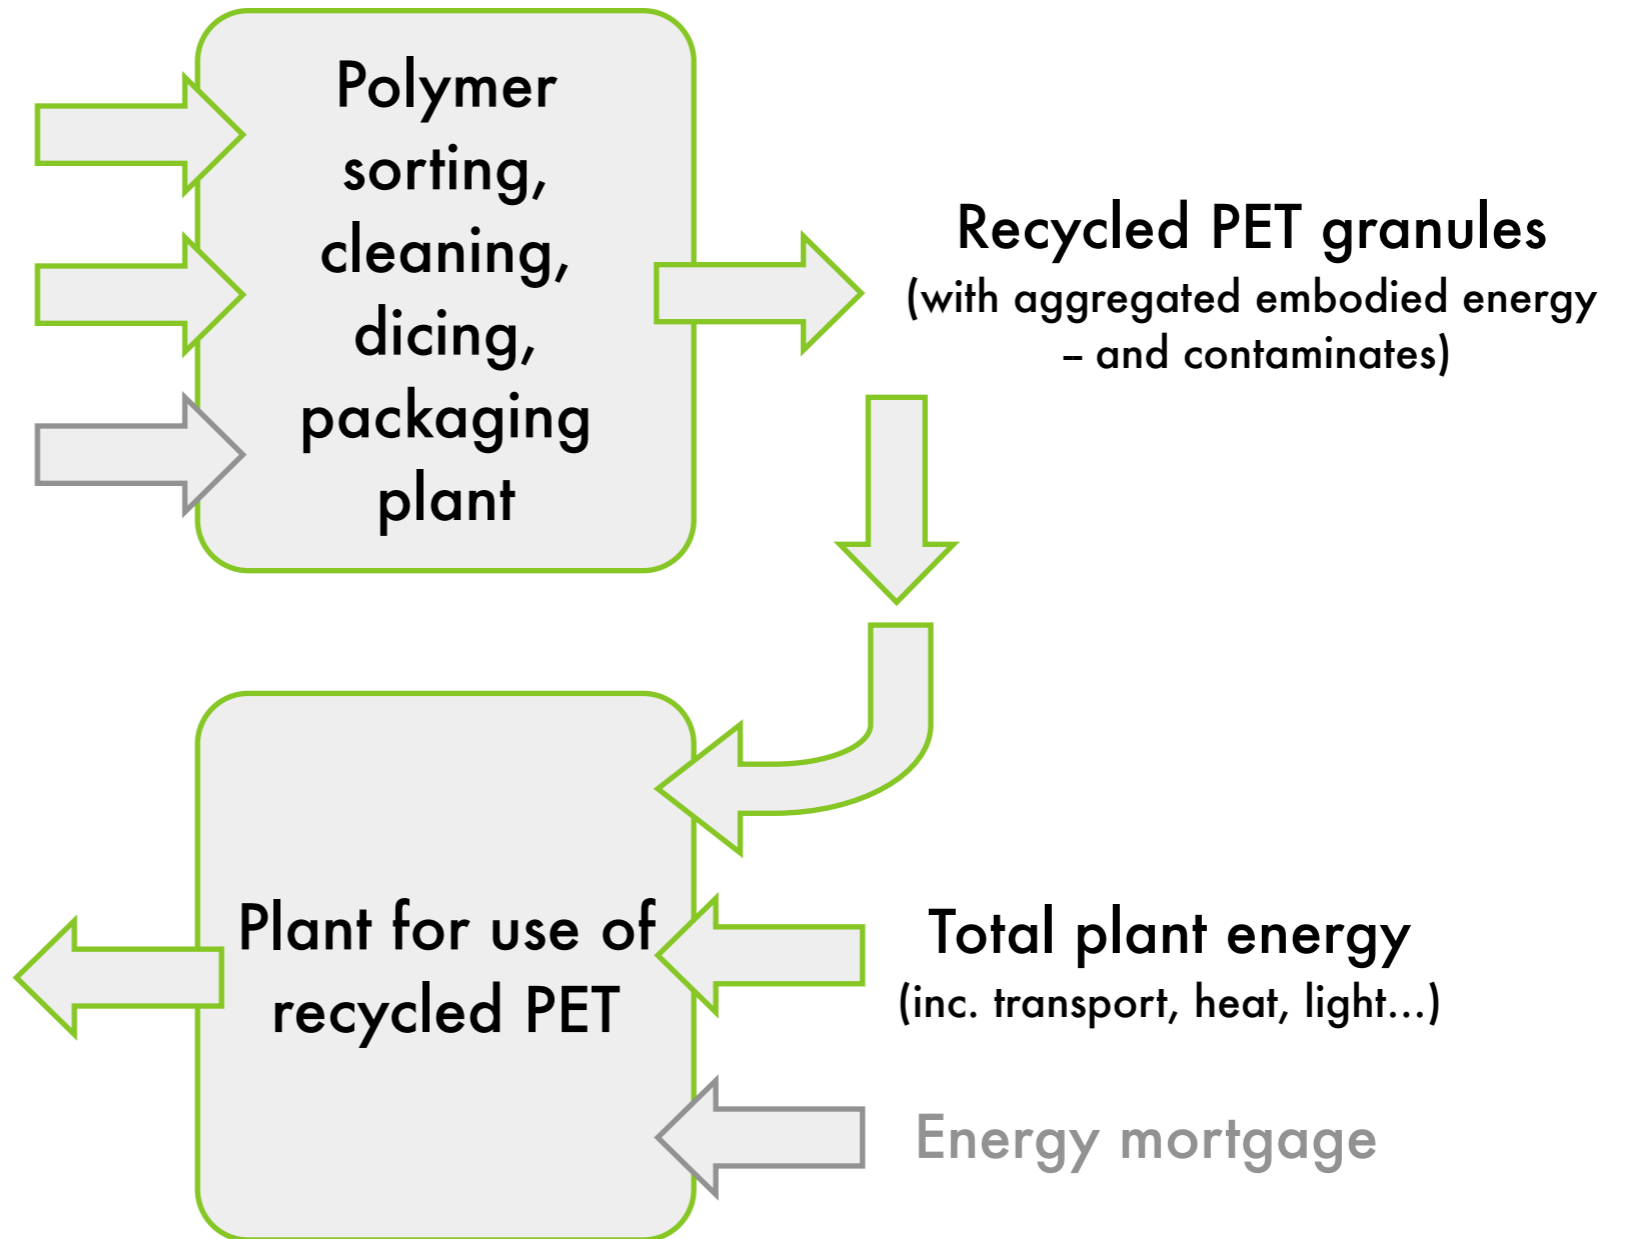 Polymer
sorting,
cleaning,
dicing,
packaging
plant
Recycled PET granules
(with aggregated embodied energy
– and contaminates)
Plant for use of
recycled PET
Total plant energy
(inc. transport, heat, light...)
Energy mortgage